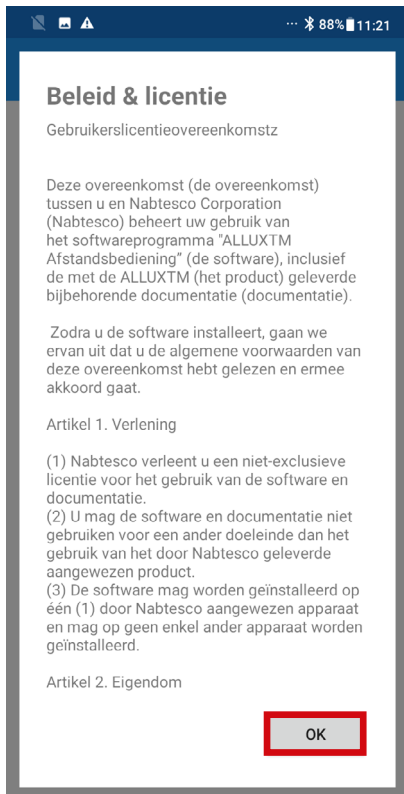 ... 88% 11:21
Beleid & licentie
Gebruikerslicentieovereenkomstz
Deze overeenkomst (de overeenkomst)
tussen u en Nabtesco Corporation
(Nabtesco) beheert uw gebruik van
het softwareprogramma "ALLUXTM
Afstandsbediening” (de software), inclusief
de met de ALLUXTM (het product) geleverde
bijbehorende documentatie (documentatie).
Zodra u de software installeert, gaan we
ervan uit dat u de algemene voorwaarden van
deze overeenkomst hebt gelezen en ermee
akkoord gaat.
Artikel 1. Verlening
(1) Nabtesco verleent u een niet-exclusieve
licentie voor het gebruik van de software en
documentatie.
(2) U mag de software en documentatie niet
gebruiken voor een ander doeleinde dan het
gebruik van het door Nabtesco geleverde
aangewezen product.
(3) De software mag worden geïnstalleerd op
één (1) door Nabtesco aangewezen apparaat
en mag op geen enkel ander apparaat worden
geïnstalleerd.
Artikel 2. Eigendom
OK